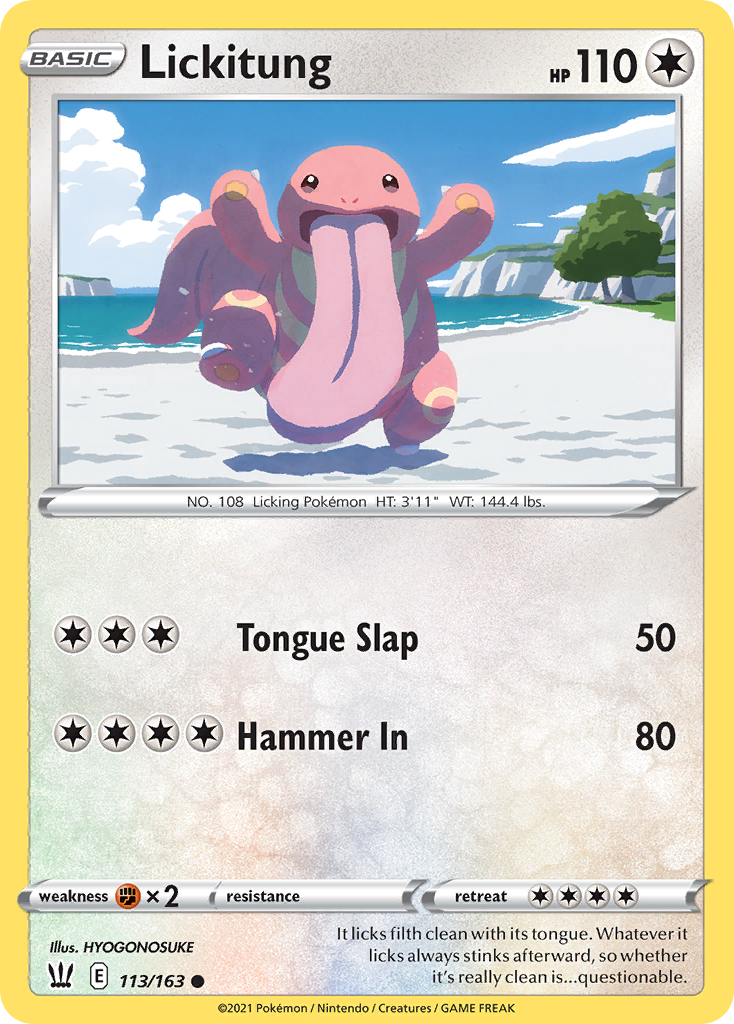 BASIC Lickitung HP 110
NO. 108 Licking Pokémon HT: 3'11" WT: 144.4 lbs.
Tongue Slap 50
Hammer In 80
weakness ×2 resistance retreat
Illus. HYOGONOSUKE
It licks filth clean with its tongue. Whatever it
licks always stinks afterward, so whether
it's really clean is...questionable.
E 113/163
©2021 Pokémon / Nintendo / Creatures / GAME FREAK